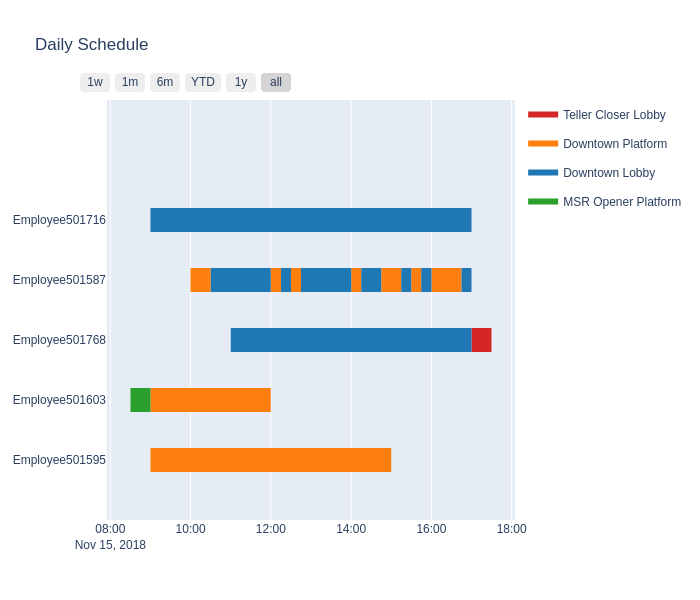 Daily Schedule
1w 1m 6m YTD 1y all
Teller Closer Lobby
Downtown Platform
Downtown Lobby
MSR Opener Platform
Employee501716
Employee501587
Employee501768
Employee501603
Employee501595
08:00 10:00 12:00 14:00 16:00 18:00
Nov 15, 2018